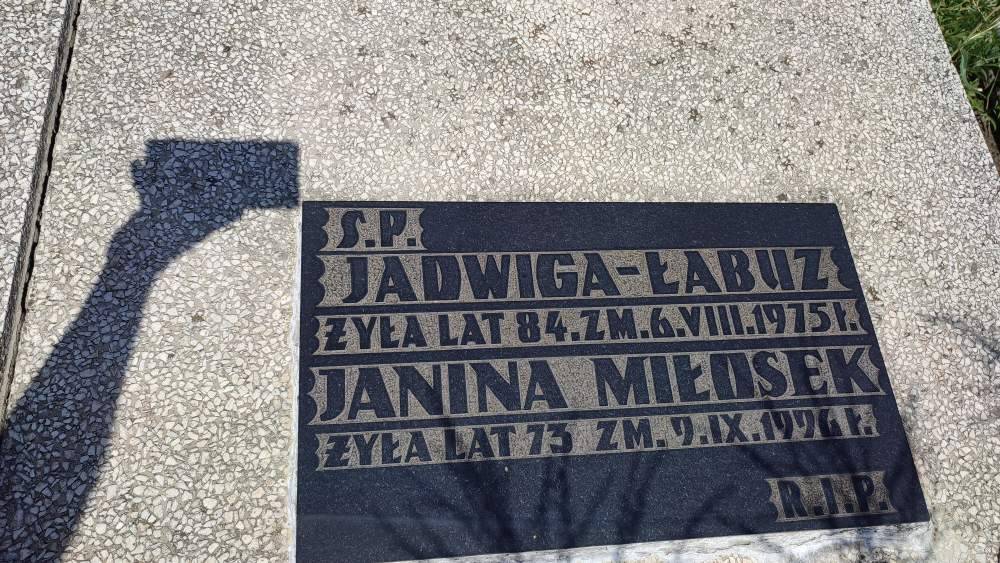 Ś.P.
JADWIGA-ŁABUZ
ŻYŁA LAT 84. ZM. 6. VIII. 1975 r.
JANINA MIŁOSEK
ŻYŁA LAT 73 ZM. 9. IX. 1996 r.
R.I.P.